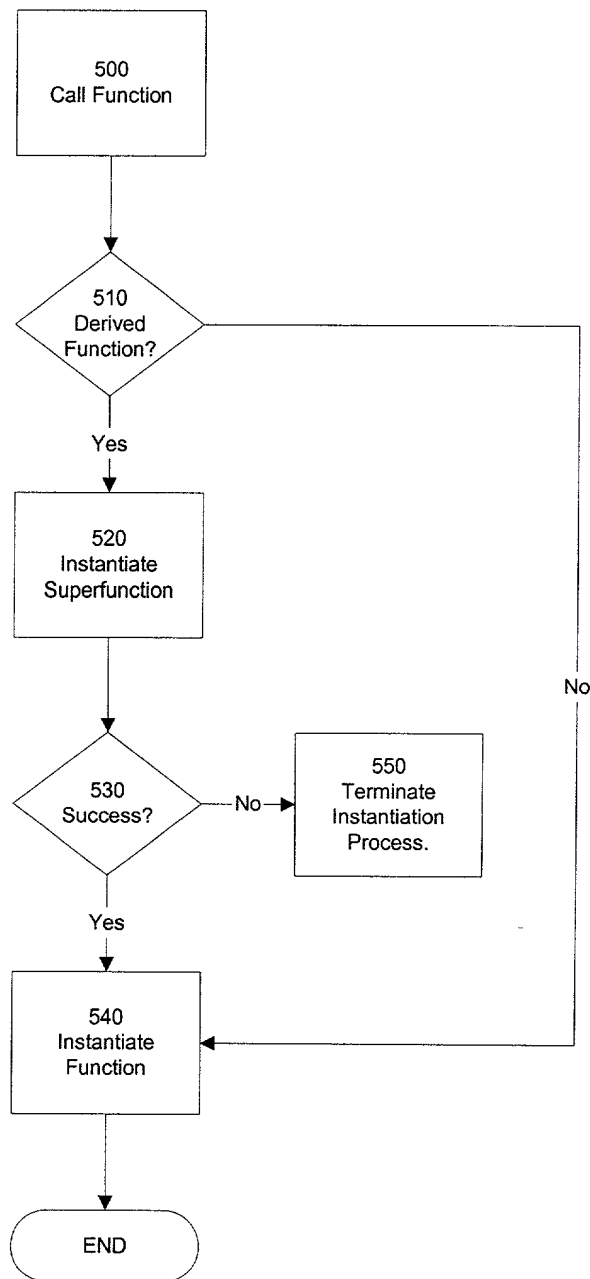 500
Call Function
510
Derived
Function?
Yes
520
Instantiate
Superfunction
No
530
Success?
No
550
Terminate
Instantiation
Process.
Yes
540
Instantiate
Function
END